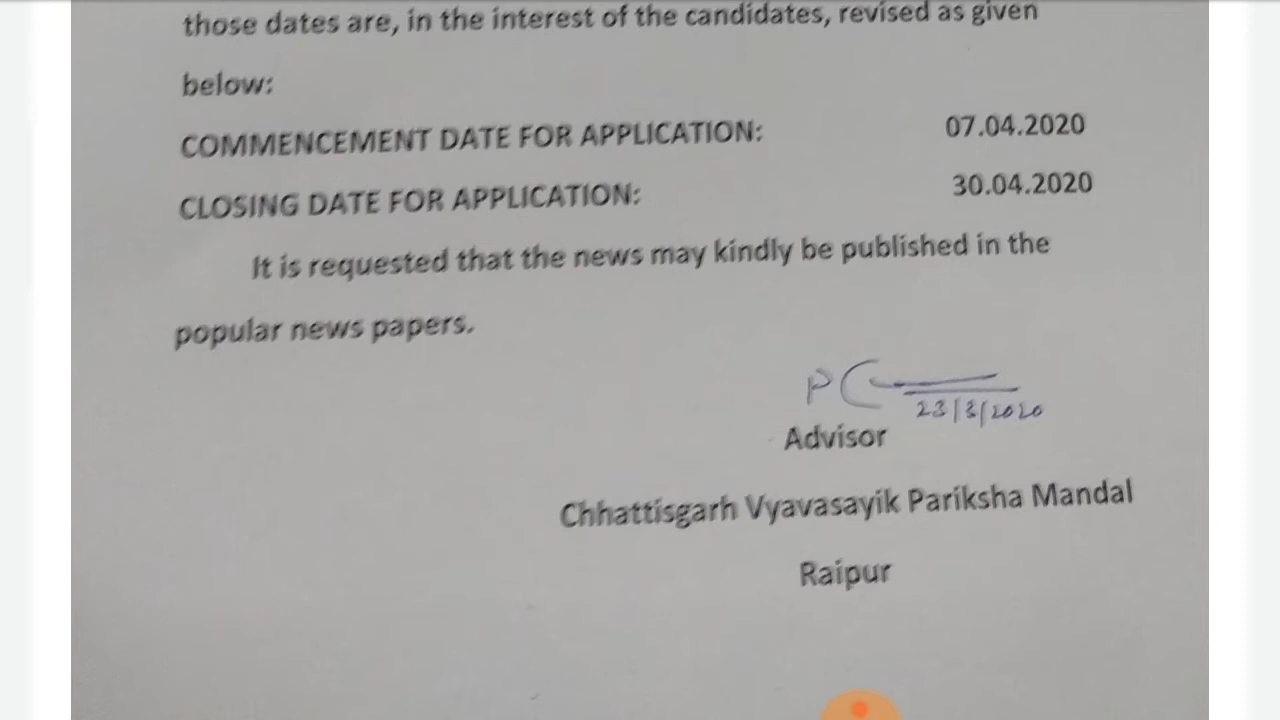 those dates are, in the interest of the candidates, revised as given
below:
COMMENCEMENT DATE FOR APPLICATION: 07.04.2020
CLOSING DATE FOR APPLICATION: 30.04.2020
It is requested that the news may kindly be published in the
popular news papers.
23/3/2020
Advisor
Chhattisgarh Vyavasayik Pariksha Mandal
Raipur